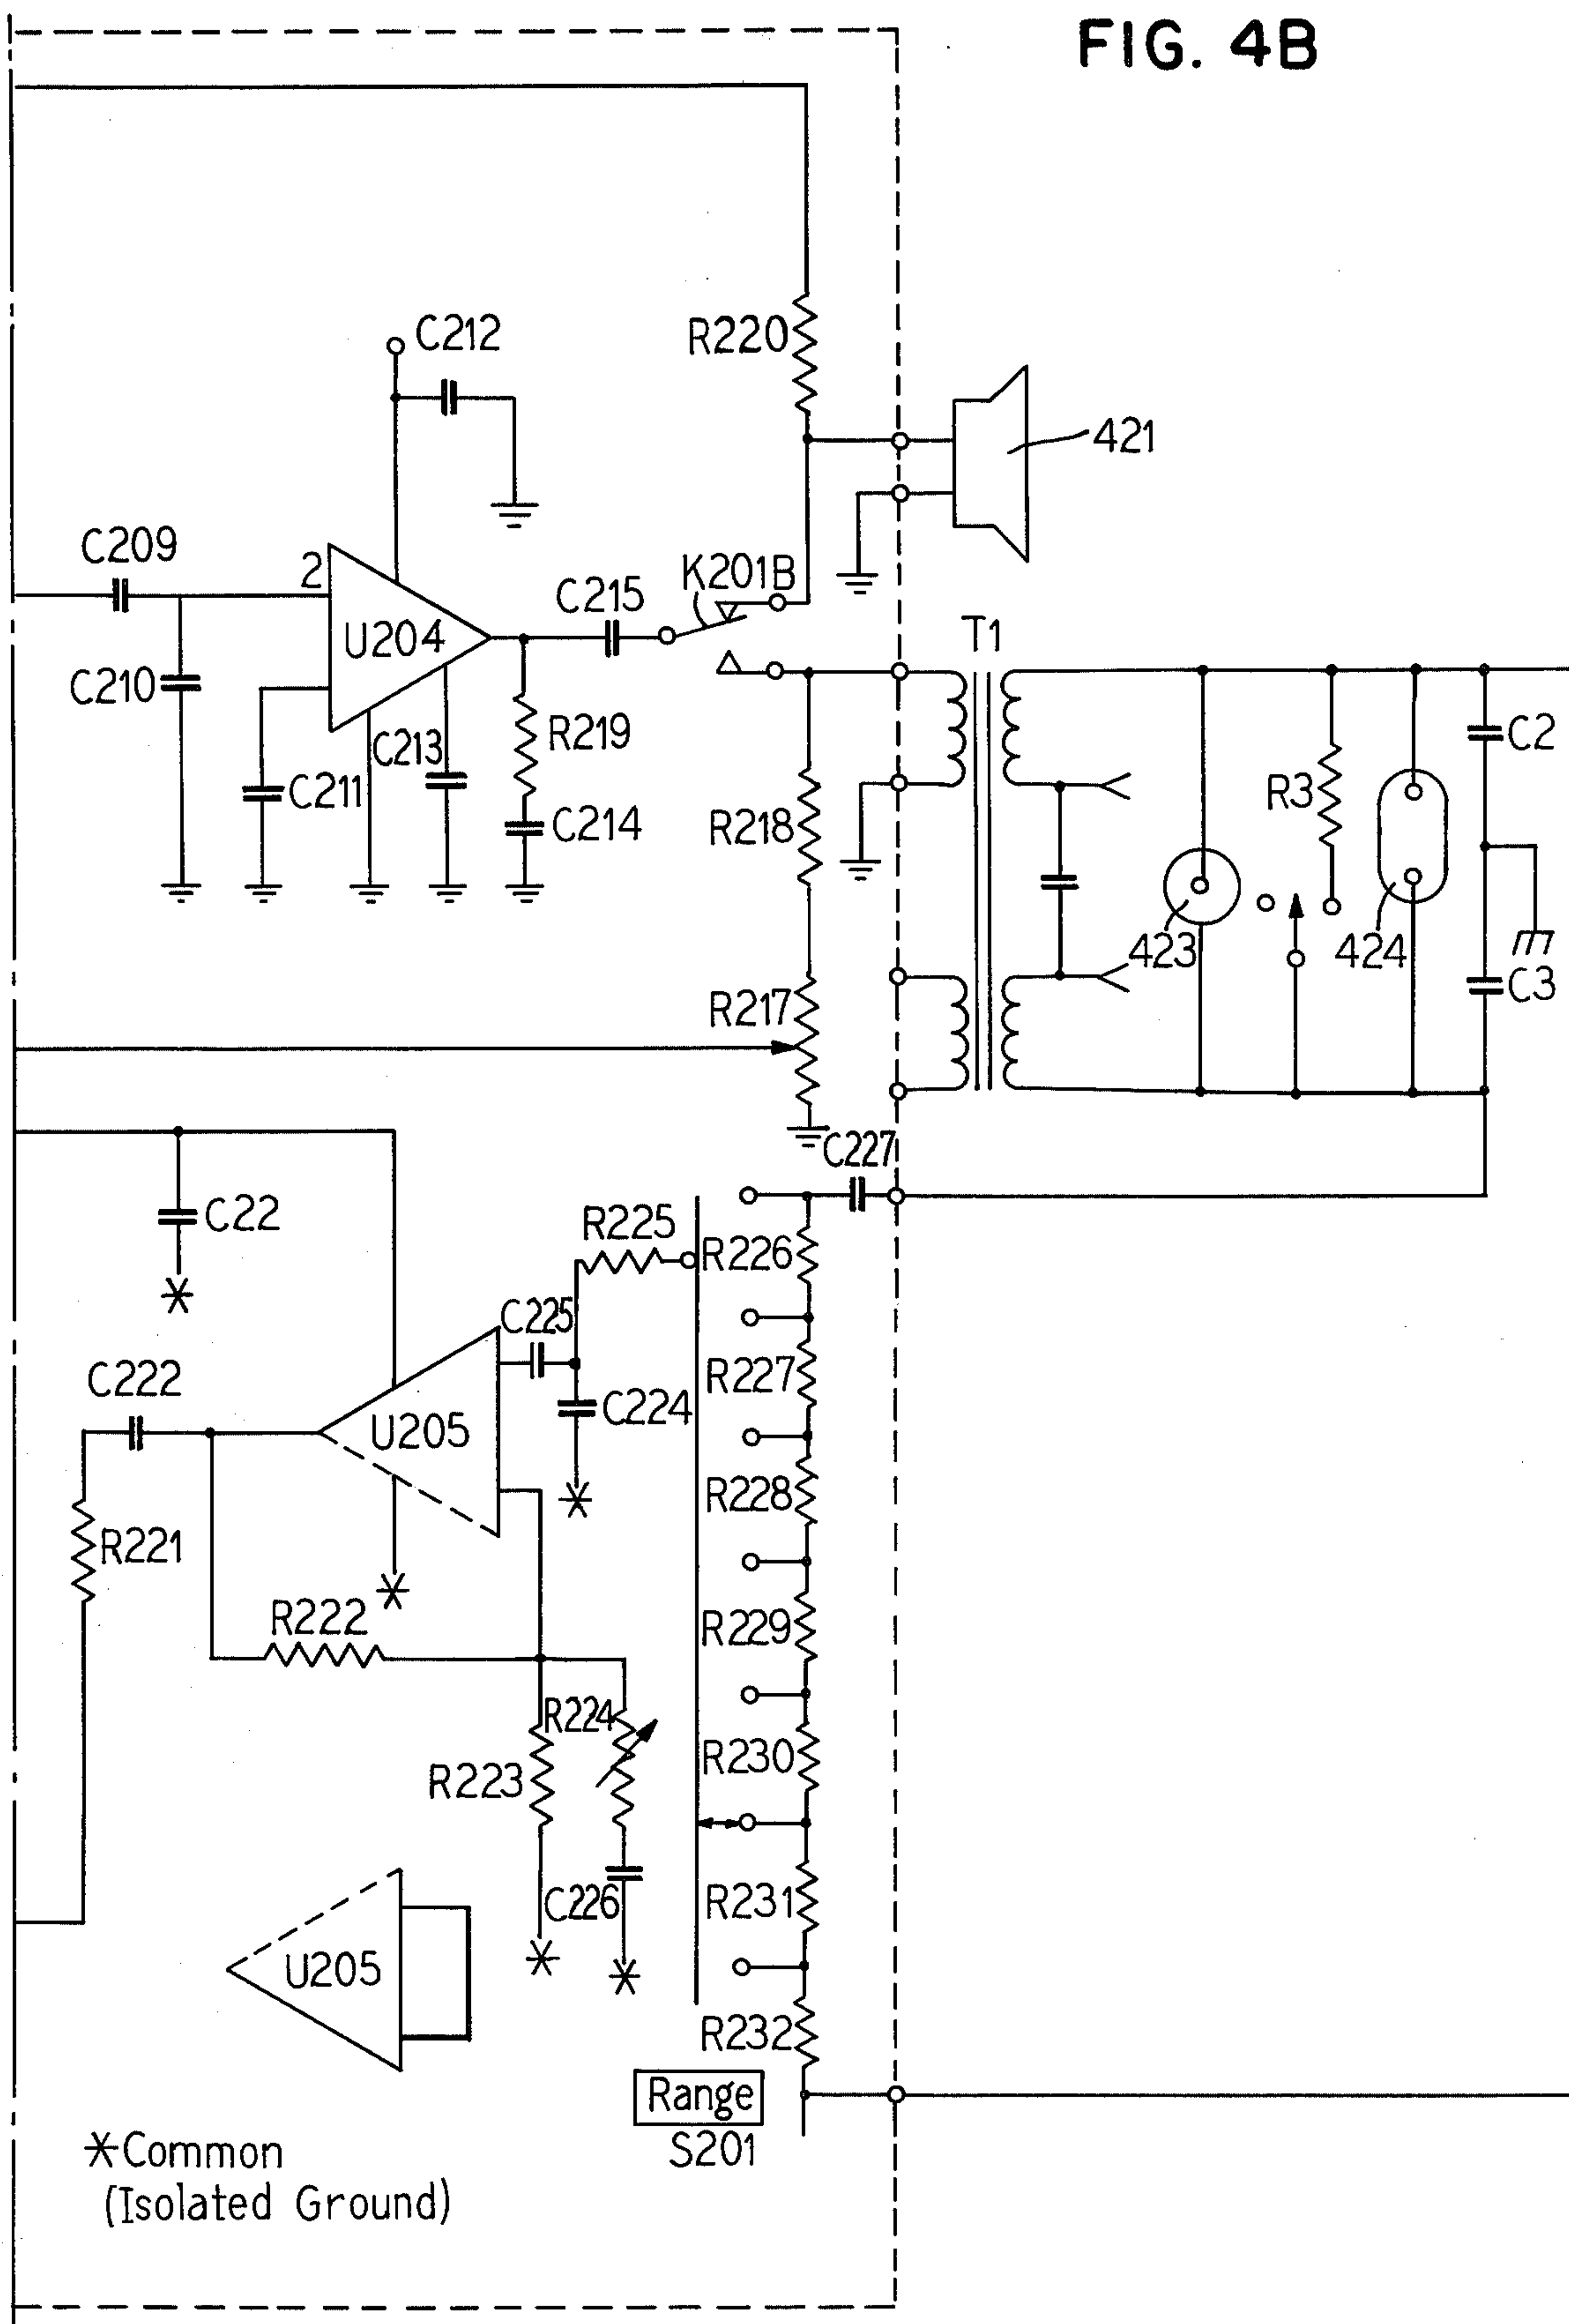 FIG. 4B
C212
R220
421
C209
2
K201B
C215
U204
T1
C210
R219
C213
C2
C211
R3
C214
R218
423
424
C3
R217
C227
C22
R225
R226
C225
C222
R227
C224
U205
R228
R221
R222
R229
R224
R230
R223
C226
R231
U205
R232
Range
S201
*Common
(Isolated Ground)